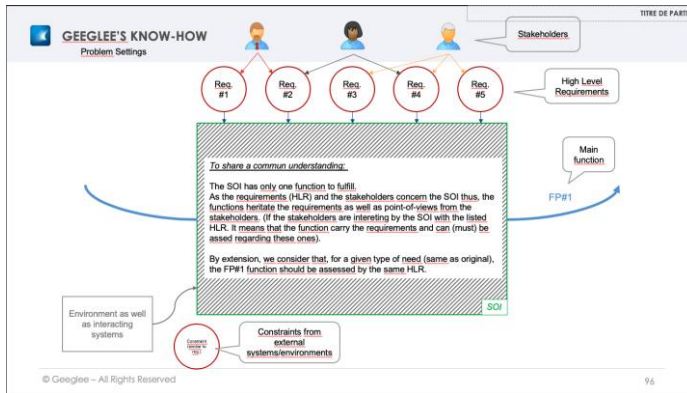 TITRE DE PARTI
GEEGLEE'S KNOW-HOW
Problem Settings
Stakeholders
Req.
#1
Req.
#2
Req.
#3
Req.
#4
Req.
#5
High Level
Requirements
To share a commun understanding:
The SOI has only one function to fulfill.
As the requirements (HLR) and the stakeholders concern the SOI thus, the
functions heritate the requirements as well as point-of-views from the
stakeholders. (If the stakeholders are intereting by the SOI with the listed
HLR. It means that the function carry the requirements and can (must) be
assed regarding these ones).
By extension, we consider that, for a given type of need (same as original),
the FP#1 function should be assessed by the same HLR.
Main
function
FP#1
SOI
Environment as well
as interacting
systems
Constraint
Constraints from
external
systems/environments
© Geeglee – All Rights Reserved
96